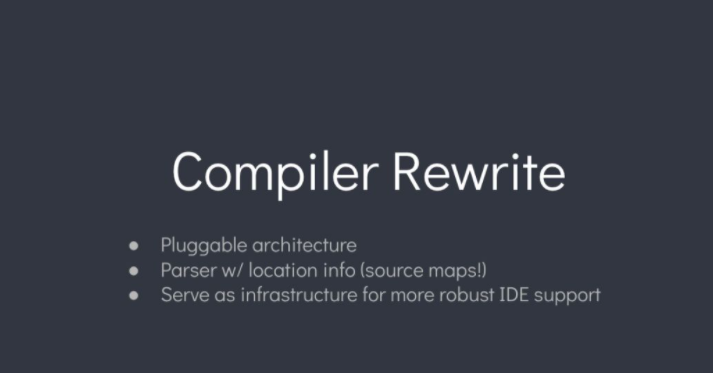 Compiler Rewrite
● Pluggable architecture
● Parser w/ location info (source maps!)
● Serve as infrastructure for more robust IDE support